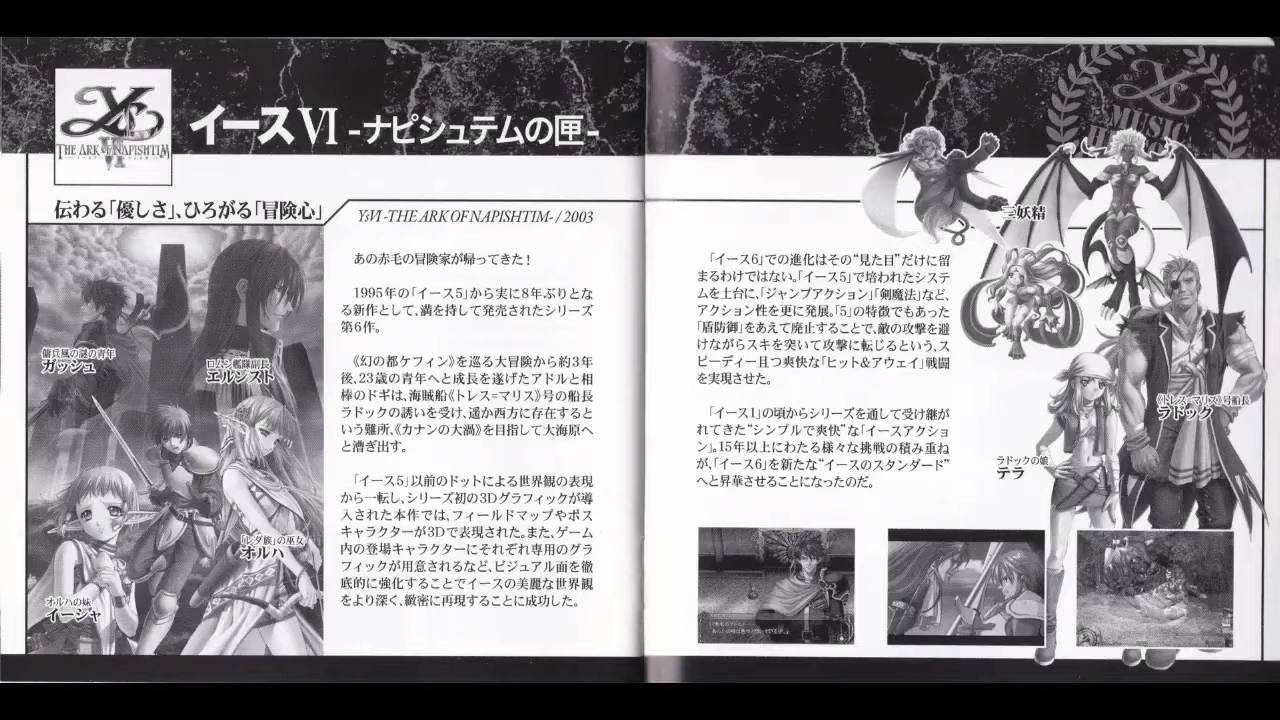 Ys VI
THE ARK OF NAPISHTIM
イースVI -ナピシュテムの匣-
伝わる「優しさ」、ひろがる「冒険心」
Ys VI -THE ARK OF NAPISHTIM- / 2003
傭兵風の謎の青年
ガッシュ
ロムン艦隊副長
エルンスト
「レダ族」の巫女
オルハ
オルハの妹
イーシャ
あの赤毛の冒険家が帰ってきた！
1995年の「イース5」から実に8年ぶりとな
る新作として、満を持して発売されたシリーズ
第6作。
《幻の都ケフィン》を巡る大冒険から約3年
後、23歳の青年へと成長を遂げたアドルと相
棒のドギは、海賊船《トレス=マリス》号の船長
ラドックの誘いを受け、遥か西方に存在すると
いう難所、《カナンの大渦》を目指して大海原へ
と漕ぎ出す。
「イース5」以前のドットによる世界観の表現
から一転し、シリーズ初の3Dグラフィックが導
入された本作では、フィールドマップやボス
キャラクターが3Dで表現された。また、ゲーム
内の登場キャラクターにそれぞれ専用のグラ
フィックが用意されるなど、ビジュアル面を徹
底的に強化することでイースの美麗な世界観
をより深く、緻密に再現することに成功した。
Ys
MUSIC
三妖精
「イース6」での進化はその“見た目”だけに留
まるわけではない。「イース5」で培われたシステ
ムを土台に、「ジャンプアクション」「剣魔法」など、
アクション性を更に発展。「5」の特徴でもあった
「盾防御」をあえて廃止することで、敵の攻撃を避
けながらスキを突いて攻撃に転じるという、ス
ピーディー且つ爽快な「ヒット&アウェイ」戦闘
を実現させた。
「イース1」の頃からシリーズを通して受け継が
れてきた“シンプルで爽快”な「イースアクショ
ン」。15年以上にわたる様々な挑戦の積み重ね
が、「イース6」を新たな“イースのスタンダード”
へと昇華させることになったのだ。
《トレス=マリス》号船長
ラドック
ラドックの娘
テラ